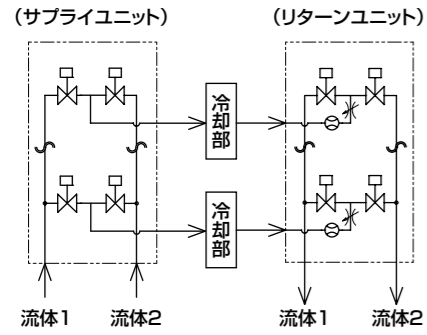 (サプライユニット)
(リターンユニット)
冷却部
冷却部
流体1
流体2
流体1
流体2